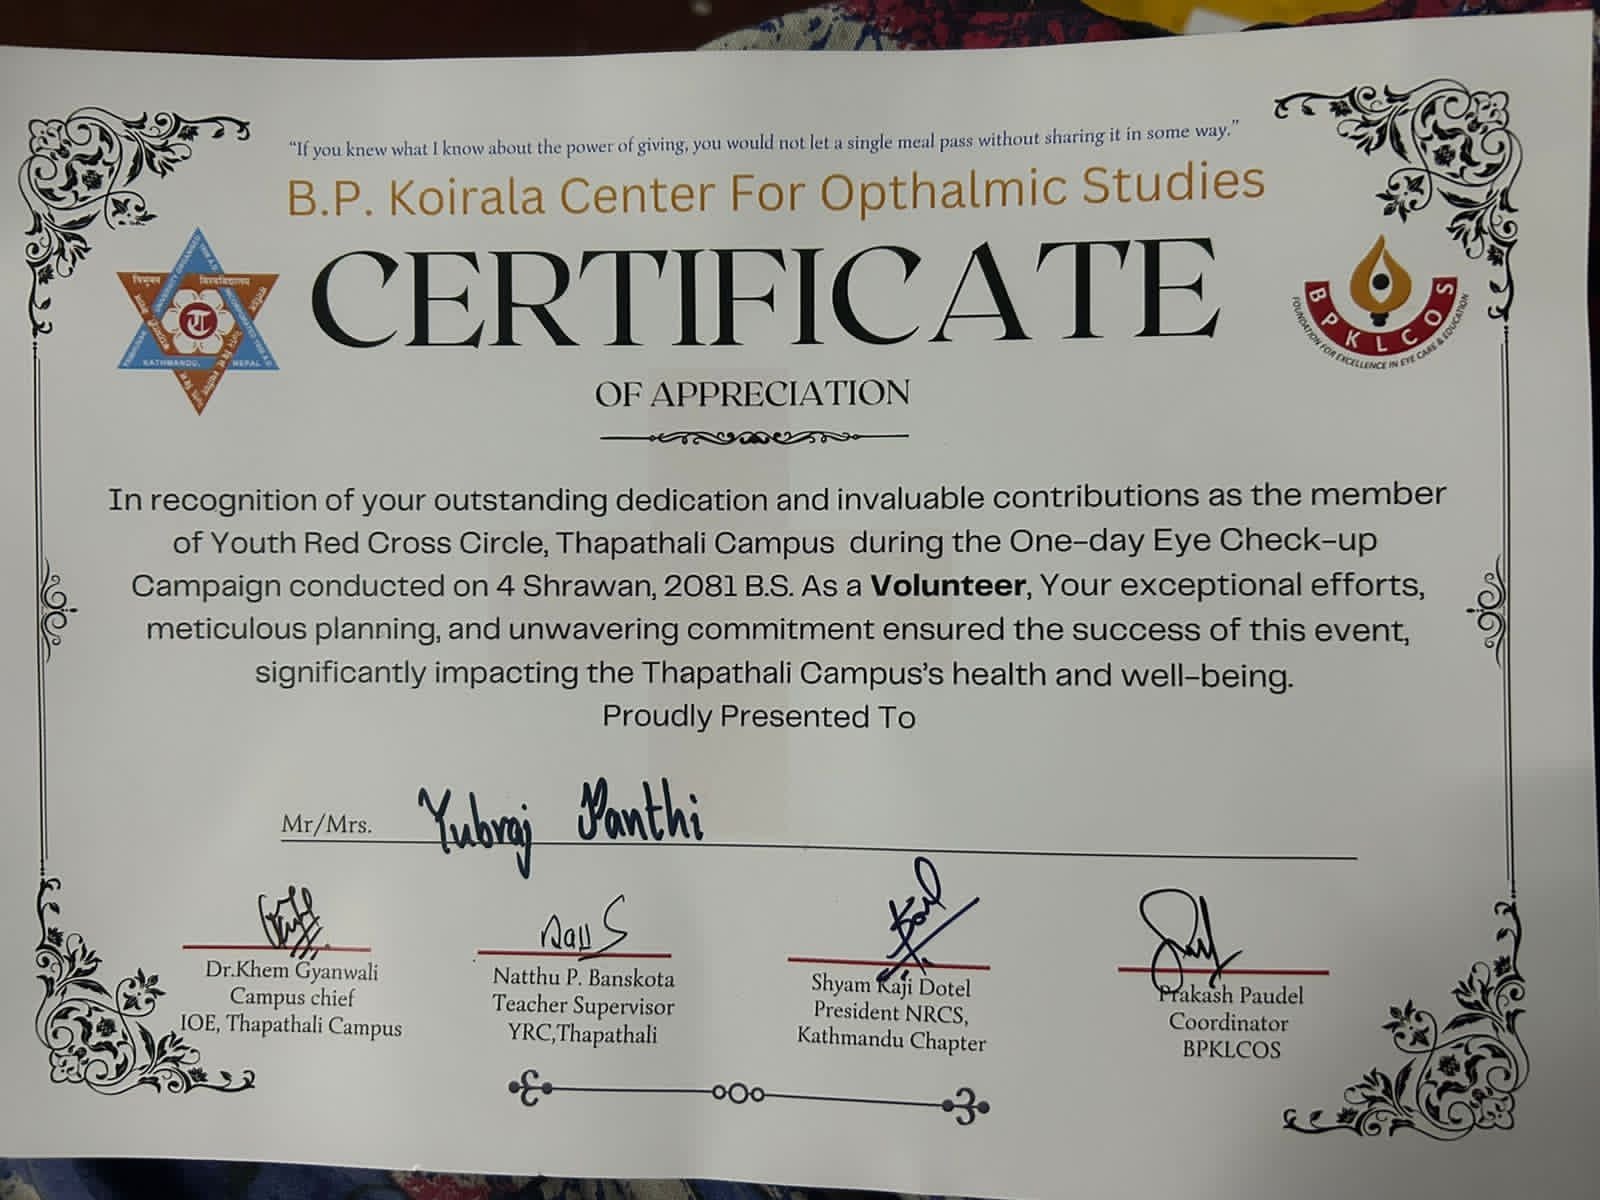 “If you knew what I know about the power of giving, you would not let a single meal pass without sharing it in some way.”
B.P. Koirala Center For Opthalmic Studies
CERTIFICATE
OF APPRECIATION
त्रिभुवन विश्वविद्यालय
KATHMANDU, NEPAL
BPKLCOS
FOUNDATION FOR EXCELLENCE IN EYE CARE & EDUCATION
In recognition of your outstanding dedication and invaluable contributions as the member
of Youth Red Cross Circle, Thapathali Campus during the One-day Eye Check-up
Campaign conducted on 4 Shrawan, 2081 B.S. As a Volunteer, Your exceptional efforts,
meticulous planning, and unwavering commitment ensured the success of this event,
significantly impacting the Thapathali Campus’s health and well-being.
Proudly Presented To
Mr/Mrs. Yubraj Panthi
Dr.Khem Gyanwali
Campus chief
IOE, Thapathali Campus
Natthu P. Banskota
Teacher Supervisor
YRC,Thapathali
Shyam Kaji Dotel
President NRCS,
Kathmandu Chapter
Prakash Paudel
Coordinator
BPKLCOS